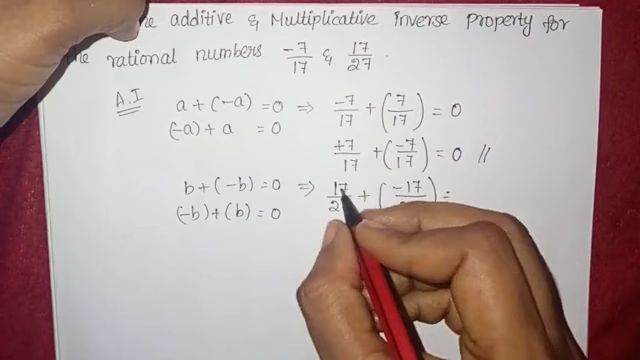 additive & Multiplicative inverse Property for
rational numbers -7/17 & 17/27.
A.I a+(-a)=0 ⇒ -7/17 + (7/17) = 0
(-a)+a =0
+7/17 + (-7/17) = 0 //
b+(-b)=0 ⇒ 17/2 + (-17 =
(-b)+(b)=0